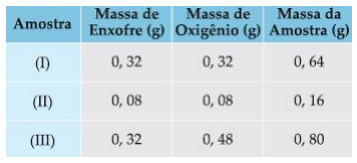 Amostra Massa de Enxofre (g) Massa de Oxigênio (g) Massa da Amostra (g)
(I) 0, 32 0, 32 0, 64
(II) 0, 08 0, 08 0, 16
(III) 0, 32 0, 48 0, 80